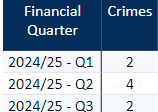 Financial Quarter Crimes
2024/25 - Q1 2
2024/25 - Q2 4
2024/25 - Q3 2